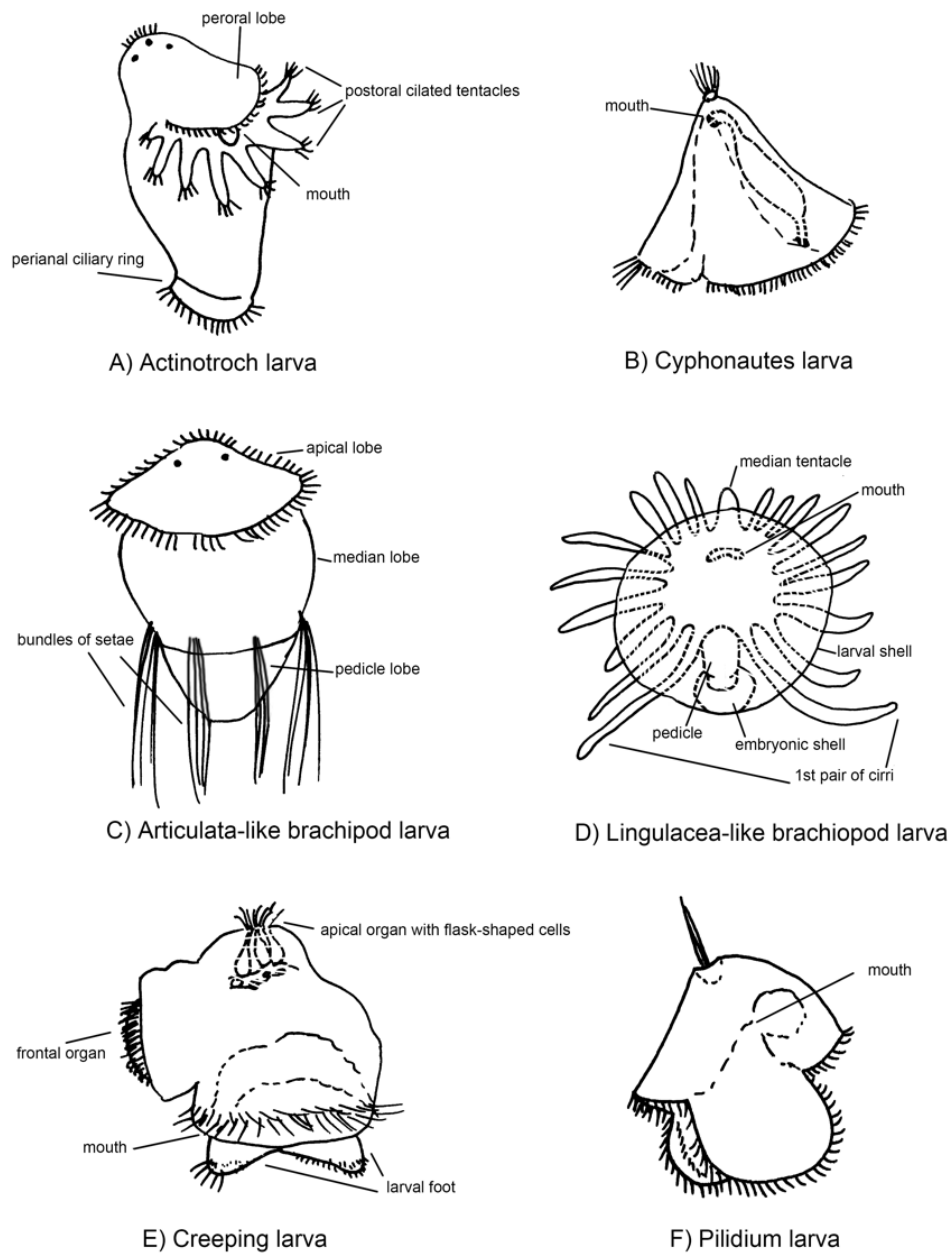 peroral lobe
postoral cilated tentacles
mouth
perianal ciliary ring
A) Actinotroch larva
mouth
B) Cyphonautes larva
apical lobe
median lobe
bundles of setae
pedicle lobe
C) Articulata-like brachipod larva
median tentacle
mouth
larval shell
pedicle
embryonic shell
1st pair of cirri
D) Lingulacea-like brachiopod larva
apical organ with flask-shaped cells
frontal organ
mouth
larval foot
E) Creeping larva
mouth
F) Pilidium larva